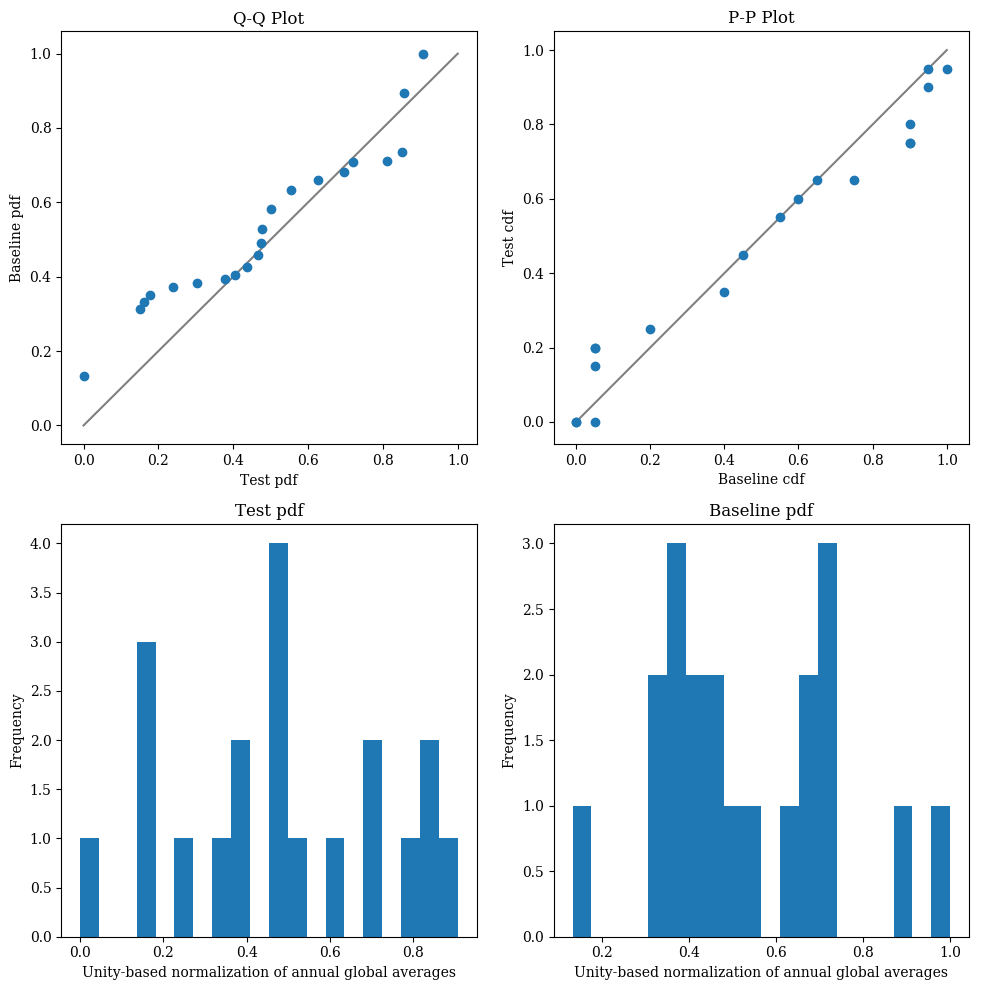 Q-Q Plot
1.0
0.8
0.6
0.4
0.2
0.0
Baseline pdf
0.0 0.2 0.4 0.6 0.8 1.0
Test pdf
P-P Plot
1.0
0.8
0.6
0.4
0.2
0.0
Test cdf
0.0 0.2 0.4 0.6 0.8 1.0
Baseline cdf
Test pdf
4.0
3.5
3.0
2.5
2.0
1.5
1.0
0.5
0.0
Frequency
0.0 0.2 0.4 0.6 0.8
Unity-based normalization of annual global averages
Baseline pdf
3.0
2.5
2.0
1.5
1.0
0.5
0.0
Frequency
0.2 0.4 0.6 0.8 1.0
Unity-based normalization of annual global averages